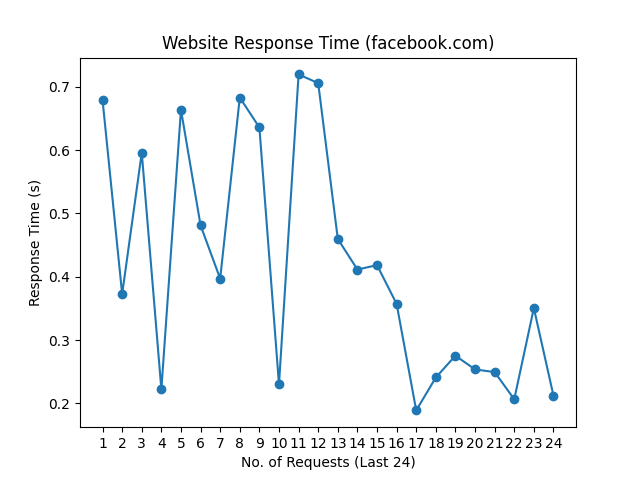 Website Response Time (facebook.com)
0.7
0.6
0.5
0.4
0.3
0.2
Response Time (s)
1 2 3 4 5 6 7 8 9 10 11 12 13 14 15 16 17 18 19 20 21 22 23 24
No. of Requests (Last 24)